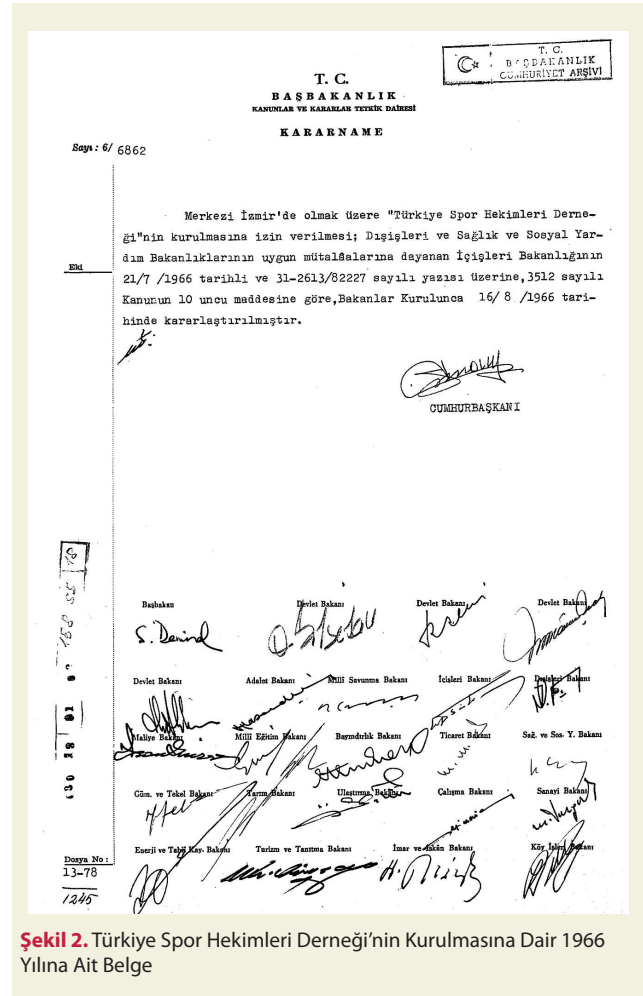 T. C.
BAŞBAKANLIK
CUMHURİYET ARŞİVİ
T. C.
BAŞBAKANLIK
KANUNLAR VE KARARLAR TETKİK DAİRESİ
KARARNAME
Sayı : 6/ 6862
Merkezi İzmir'de olmak üzere "Türkiye Spor Hekimleri Derne-
ği"nin kurulmasına izin verilmesi; Dışişleri ve Sağlık ve Sosyal Yar-
dım Bakanlıklarının uygun mütalâalarına dayanan İçişleri Bakanlığının
21/7 /1966 tarihli ve 31-2613/82227 sayılı yazısı üzerine,3512 sayılı
Kanunun 10 uncu maddesine göre,Bakanlar Kurulunca 16/ 8 /1966 tari-
hinde kararlaştırılmıştır.
Eki
CUMHURBAŞKANI
Başbakan Devlet Bakanı Devlet Bakanı Devlet Bakanı
S. Demirel
Devlet Bakanı Adalet Bakanı Millî Savunma Bakanı İçişleri Bakanı Dışişleri Bakanı
Maliye Bakanı Millî Eğitim Bakanı Bayındırlık Bakanı Ticaret Bakanı Sağ. ve Sos. Y. Bakanı
Güm. ve Tekel Bakanı Tarım Bakanı Ulaştırma Bakanı Çalışma Bakanı Sanayi Bakanı
Enerji ve Tabiî Kay. Bakanı Turizm ve Tanıtma Bakanı İmar ve İskân Bakanı Köy İşleri Bakanı
Dosya No :
13-78
1245
Şekil 2. Türkiye Spor Hekimleri Derneği'nin Kurulmasına Dair 1966
Yılına Ait Belge